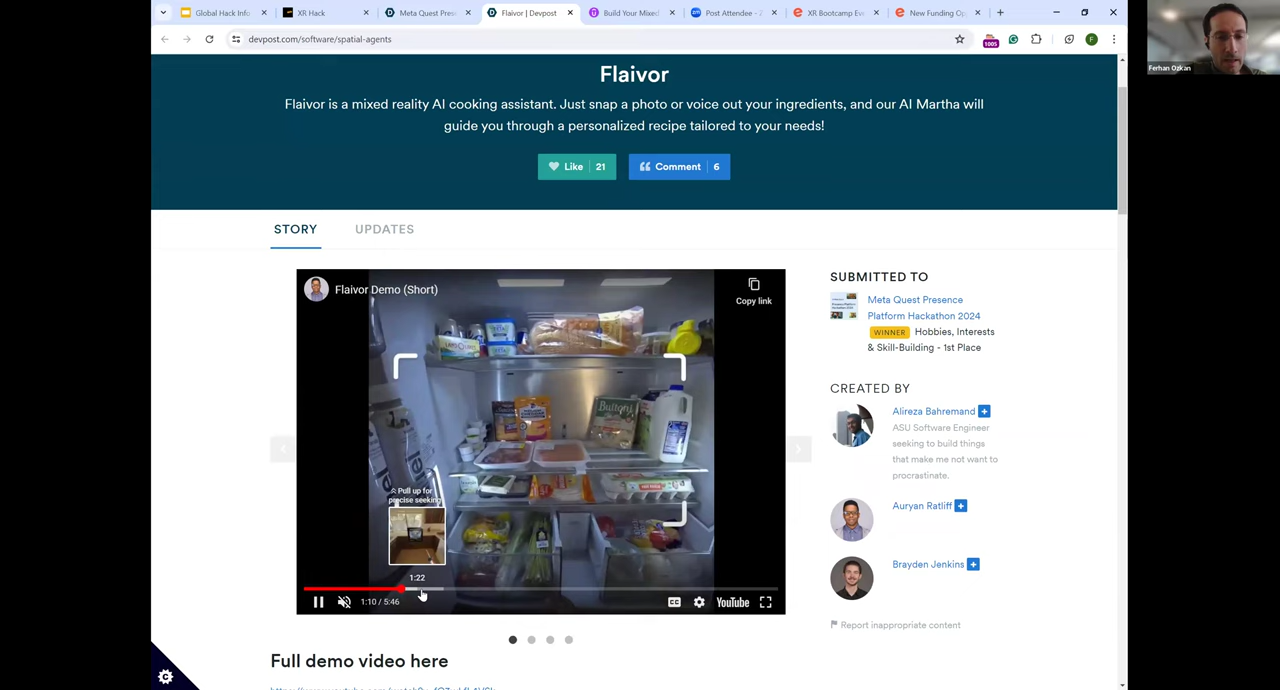 Global Hack Info
XR Hack
Meta Quest Pres
Flaivor | Devpost
Build Your Mixed
Post Attendee - Z
XR Bootcamp Eve
New Funding Op
devpost.com/software/spatial-agents
1005
F
Ferhan Ozkan
Flaivor
Flaivor is a mixed reality AI cooking assistant. Just snap a photo or voice out your ingredients, and our AI Martha will
guide you through a personalized recipe tailored to your needs!
Like 21
Comment 6
STORY
UPDATES
Flaivor Demo (Short)
Copy link
Pull up for
precise seeking
1:22
1:10 / 5:46
CC
YouTube
SUBMITTED TO
Meta Quest Presence
Platform Hackathon 2024
WINNER Hobbies, Interests
& Skill-Building - 1st Place
CREATED BY
Alireza Bahremand
ASU Software Engineer
seeking to build things
that make me not want to
procrastinate.
Auryan Ratliff
Brayden Jenkins
Report inappropriate content
Full demo video here